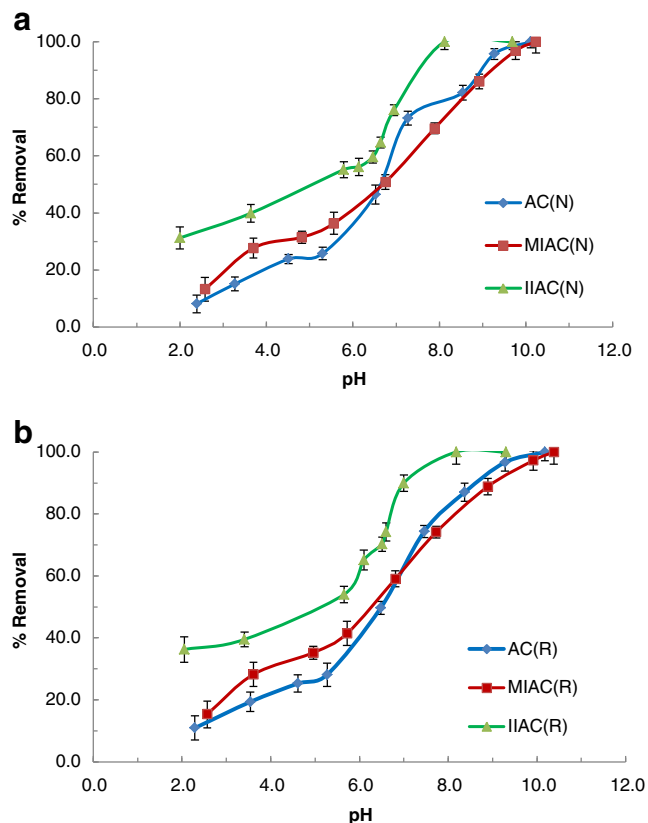 a
100.0
80.0
60.0
40.0
20.0
0.0
% Removal
AC(N)
MIAC(N)
IIAC(N)
0.0 2.0 4.0 6.0 8.0 10.0 12.0
pH
b
100.0
80.0
60.0
40.0
20.0
0.0
% Removal
AC(R)
MIAC(R)
IIAC(R)
0.0 2.0 4.0 6.0 8.0 10.0 12.0
pH